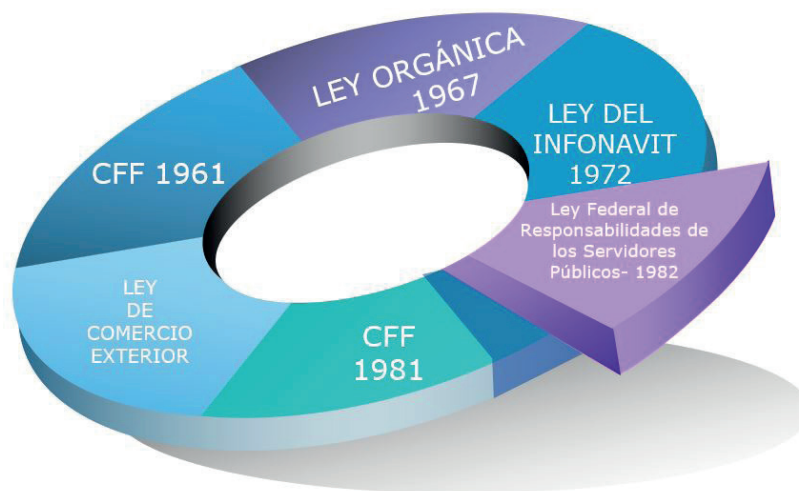 LEY ORGÁNICA
1967
LEY DEL
INFONAVIT
1972
Ley Federal de
Responsabilidades de
los Servidores
Públicos- 1982
CFF
1981
LEY
DE
COMERCIO
EXTERIOR
CFF 1961